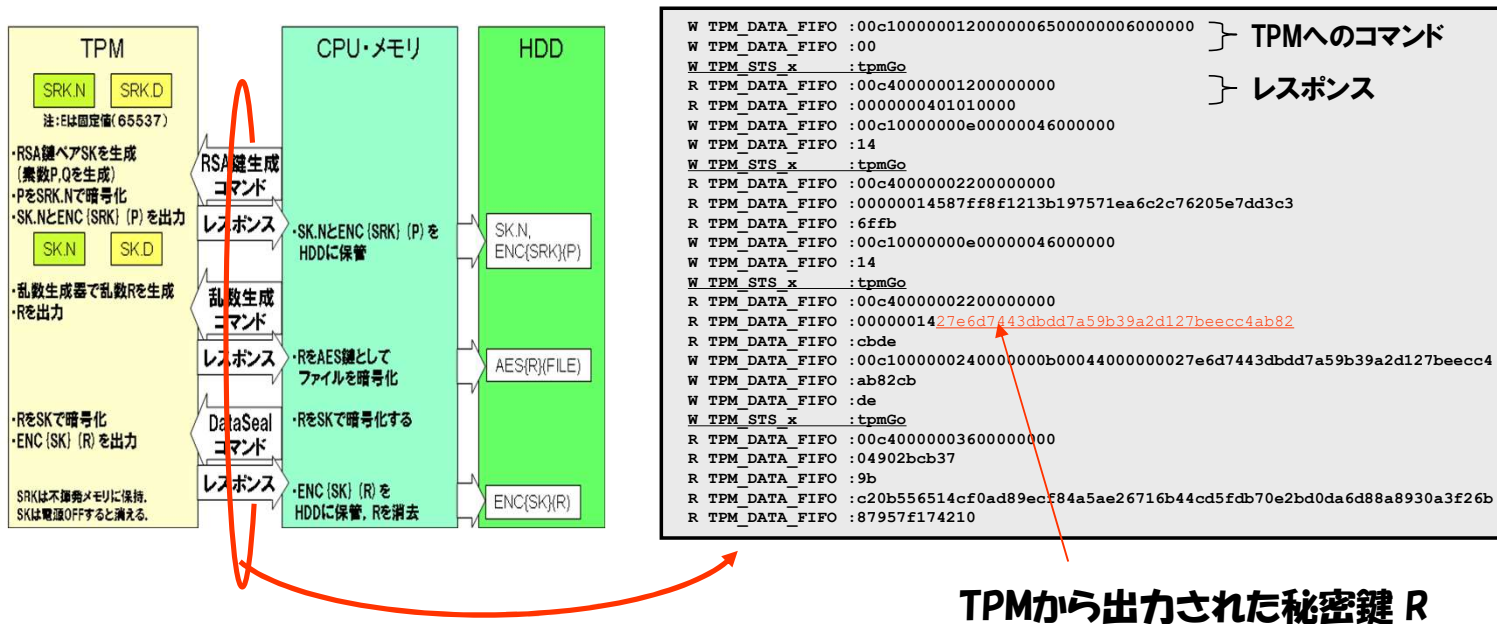 TPM
SRK.N
SRK.D
注:Eは固定値(65537)
・RSA鍵ペアSKを生成
(素数P,Qを生成)
・PをSRK.Nで暗号化
・SK.NとENC{SRK}(P)を出力
SK.N
SK.D
・乱数生成器で乱数Rを生成
・Rを出力
・RをSKで暗号化
・ENC{SK}(R)を出力
SRKは不揮発メモリに保持.
SKは電源OFFすると消える.
RSA鍵生成
コマンド
レスポンス
乱数生成
コマンド
レスポンス
DataSeal
コマンド
レスポンス
CPU・メモリ
・SK.NとENC{SRK}(P)を
HDDに保管
・RをAES鍵として
ファイルを暗号化
・RをSKで暗号化する
・ENC{SK}(R)を
HDDに保管,Rを消去
HDD
SK.N,
ENC{SRK}(P)
AES{R}(FILE)
ENC{SK}(R)
W TPM_DATA_FIFO :00c1000000120000006500000006000000
W TPM_DATA_FIFO :00
W TPM_STS_x :tpmGo
R TPM_DATA_FIFO :00c40000001200000000
R TPM_DATA_FIFO :0000000401010000
W TPM_DATA_FIFO :00c10000000e00000046000000
W TPM_DATA_FIFO :14
W TPM_STS_x :tpmGo
R TPM_DATA_FIFO :00c40000002200000000
R TPM_DATA_FIFO :00000014587ff8f1213b197571ea6c2c76205e7dd3c3
R TPM_DATA_FIFO :6ffb
W TPM_DATA_FIFO :00c10000000e00000046000000
W TPM_DATA_FIFO :14
W TPM_STS_x :tpmGo
R TPM_DATA_FIFO :00c40000002200000000
R TPM_DATA_FIFO :0000001427e6d7443dbdd7a59b39a2d127beecc4ab82
R TPM_DATA_FIFO :cbde
W TPM_DATA_FIFO :00c1000000240000000b00044000000027e6d7443dbdd7a59b39a2d127beecc4
W TPM_DATA_FIFO :ab82cb
W TPM_DATA_FIFO :de
W TPM_STS_x :tpmGo
R TPM_DATA_FIFO :00c40000003600000000
R TPM_DATA_FIFO :04902bcb37
R TPM_DATA_FIFO :9b
R TPM_DATA_FIFO :c20b556514cf0ad89ecf84a5ae26716b44cd5fdb70e2bd0da6d88a8930a3f26b
R TPM_DATA_FIFO :87957f174210
TPMへのコマンド
レスポンス
TPMから出力された秘密鍵 R